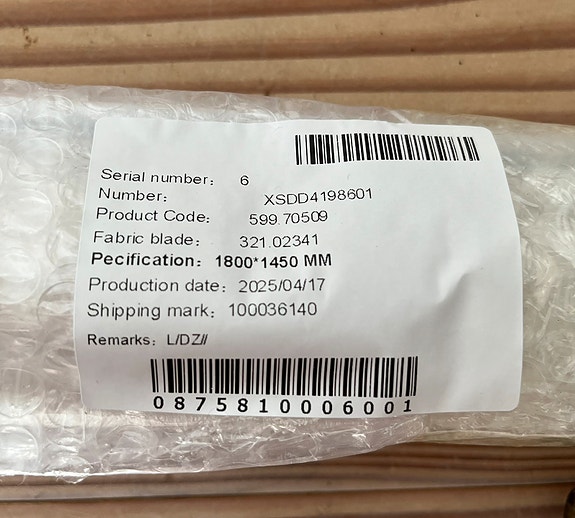 Serial number： 6
Number： XSDD4198601
Product Code： 599.70509
Fabric blade： 321.02341
Pecification：1800*1450 MM
Production date：2025/04/17
Shipping mark：100036140
Remarks：L/DZ//
0875810006001